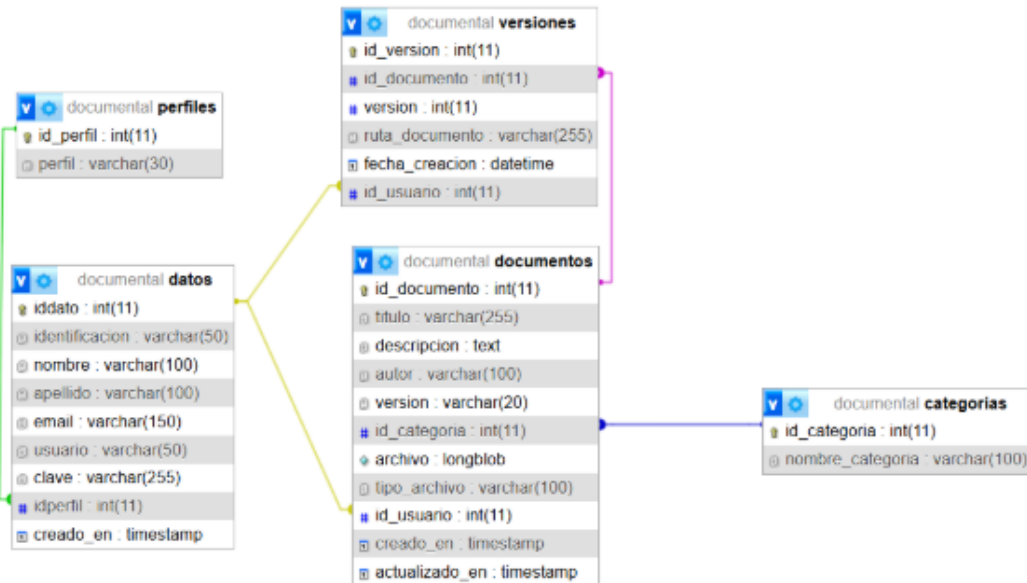 documental versiones
id_version : int(11)
id_documento : int(11)
version : int(11)
ruta_documento : varchar(255)
fecha_creacion : datetime
id_usuario : int(11)
documental perfiles
id_perfil : int(11)
perfil : varchar(30)
documental datos
iddato : int(11)
identificacion : varchar(50)
nombre : varchar(100)
apellido : varchar(100)
email : varchar(150)
usuario : varchar(50)
clave : varchar(255)
idperfil : int(11)
creado_en : timestamp
documental documentos
id_documento : int(11)
titulo : varchar(255)
descripcion : text
autor : varchar(100)
version : varchar(20)
id_categoria : int(11)
archivo : longblob
tipo_archivo : varchar(100)
id_usuario : int(11)
creado_en : timestamp
actualizado_en : timestamp
documental categorias
id_categoria : int(11)
nombre_categoria : varchar(100)